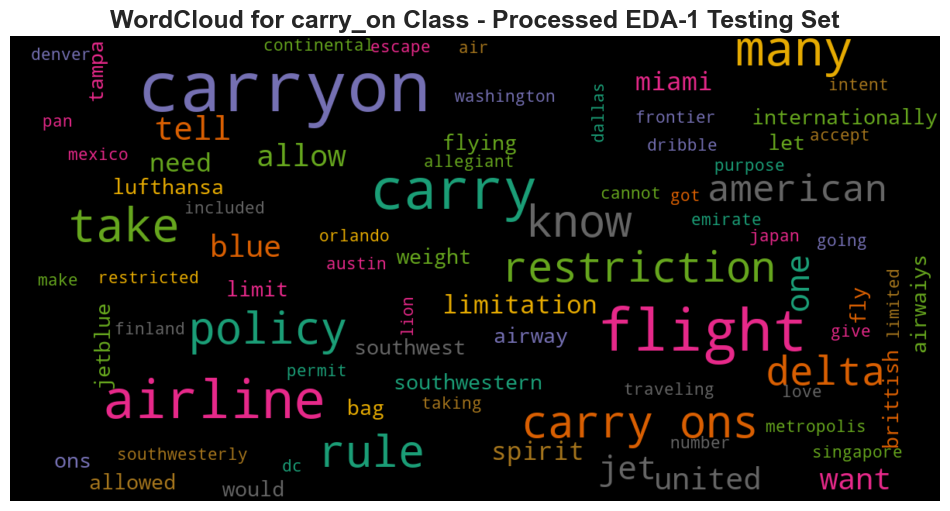 WordCloud for carry_on Class - Processed EDA-1 Testing Set
denver
tampa
continental
escape
air
many
carryon
washington
dallas
miami
intent
pan
tell
frontier
internationally
mexico
need
allow
flying
allegiant
dribble
let
accept
purpose
lufthansa
included
carry
cannot
got
american
take
know
emirate
blue
orlando
japan
going
make
restricted
austin
weight
restriction
one
limit
limitation
lion
fly
limited
airwaiys
jetblue
finland
policy
southwest
airway
flight
give
permit
southwestern
delta
brittish
airline
bag
taking
traveling
love
carry ons
metropolis
number
ons
southwesterly
dc
rule
spirit
jet
united
singapore
allowed
would
want